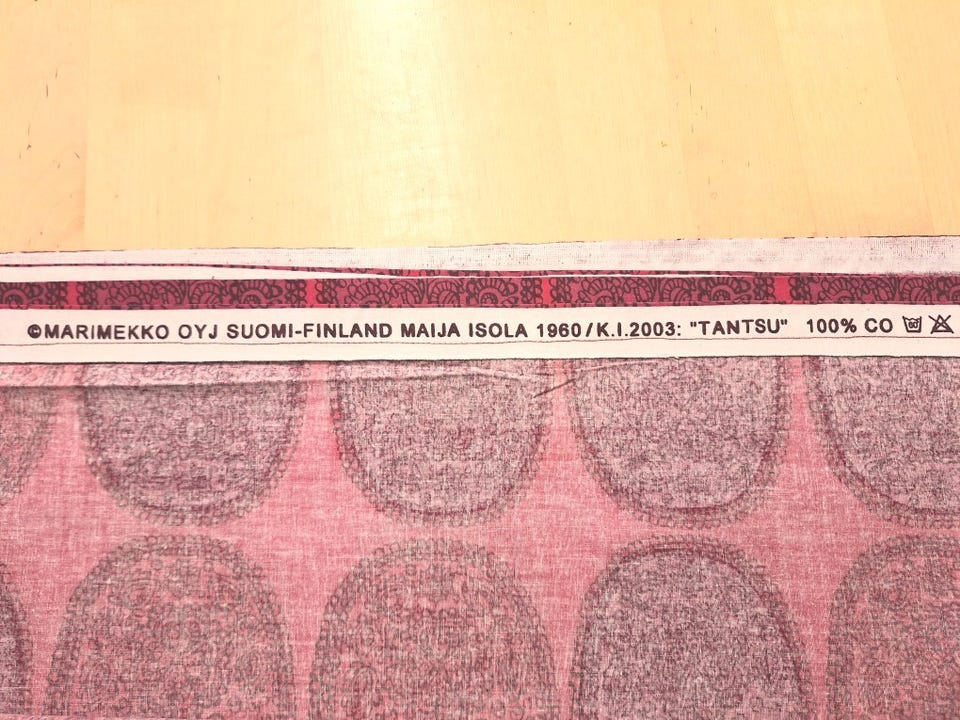 ©MARIMEKKO OYJ SUOMI-FINLAND MAIJA ISOLA 1960/K.I.2003: "TANTSU" 100% CO